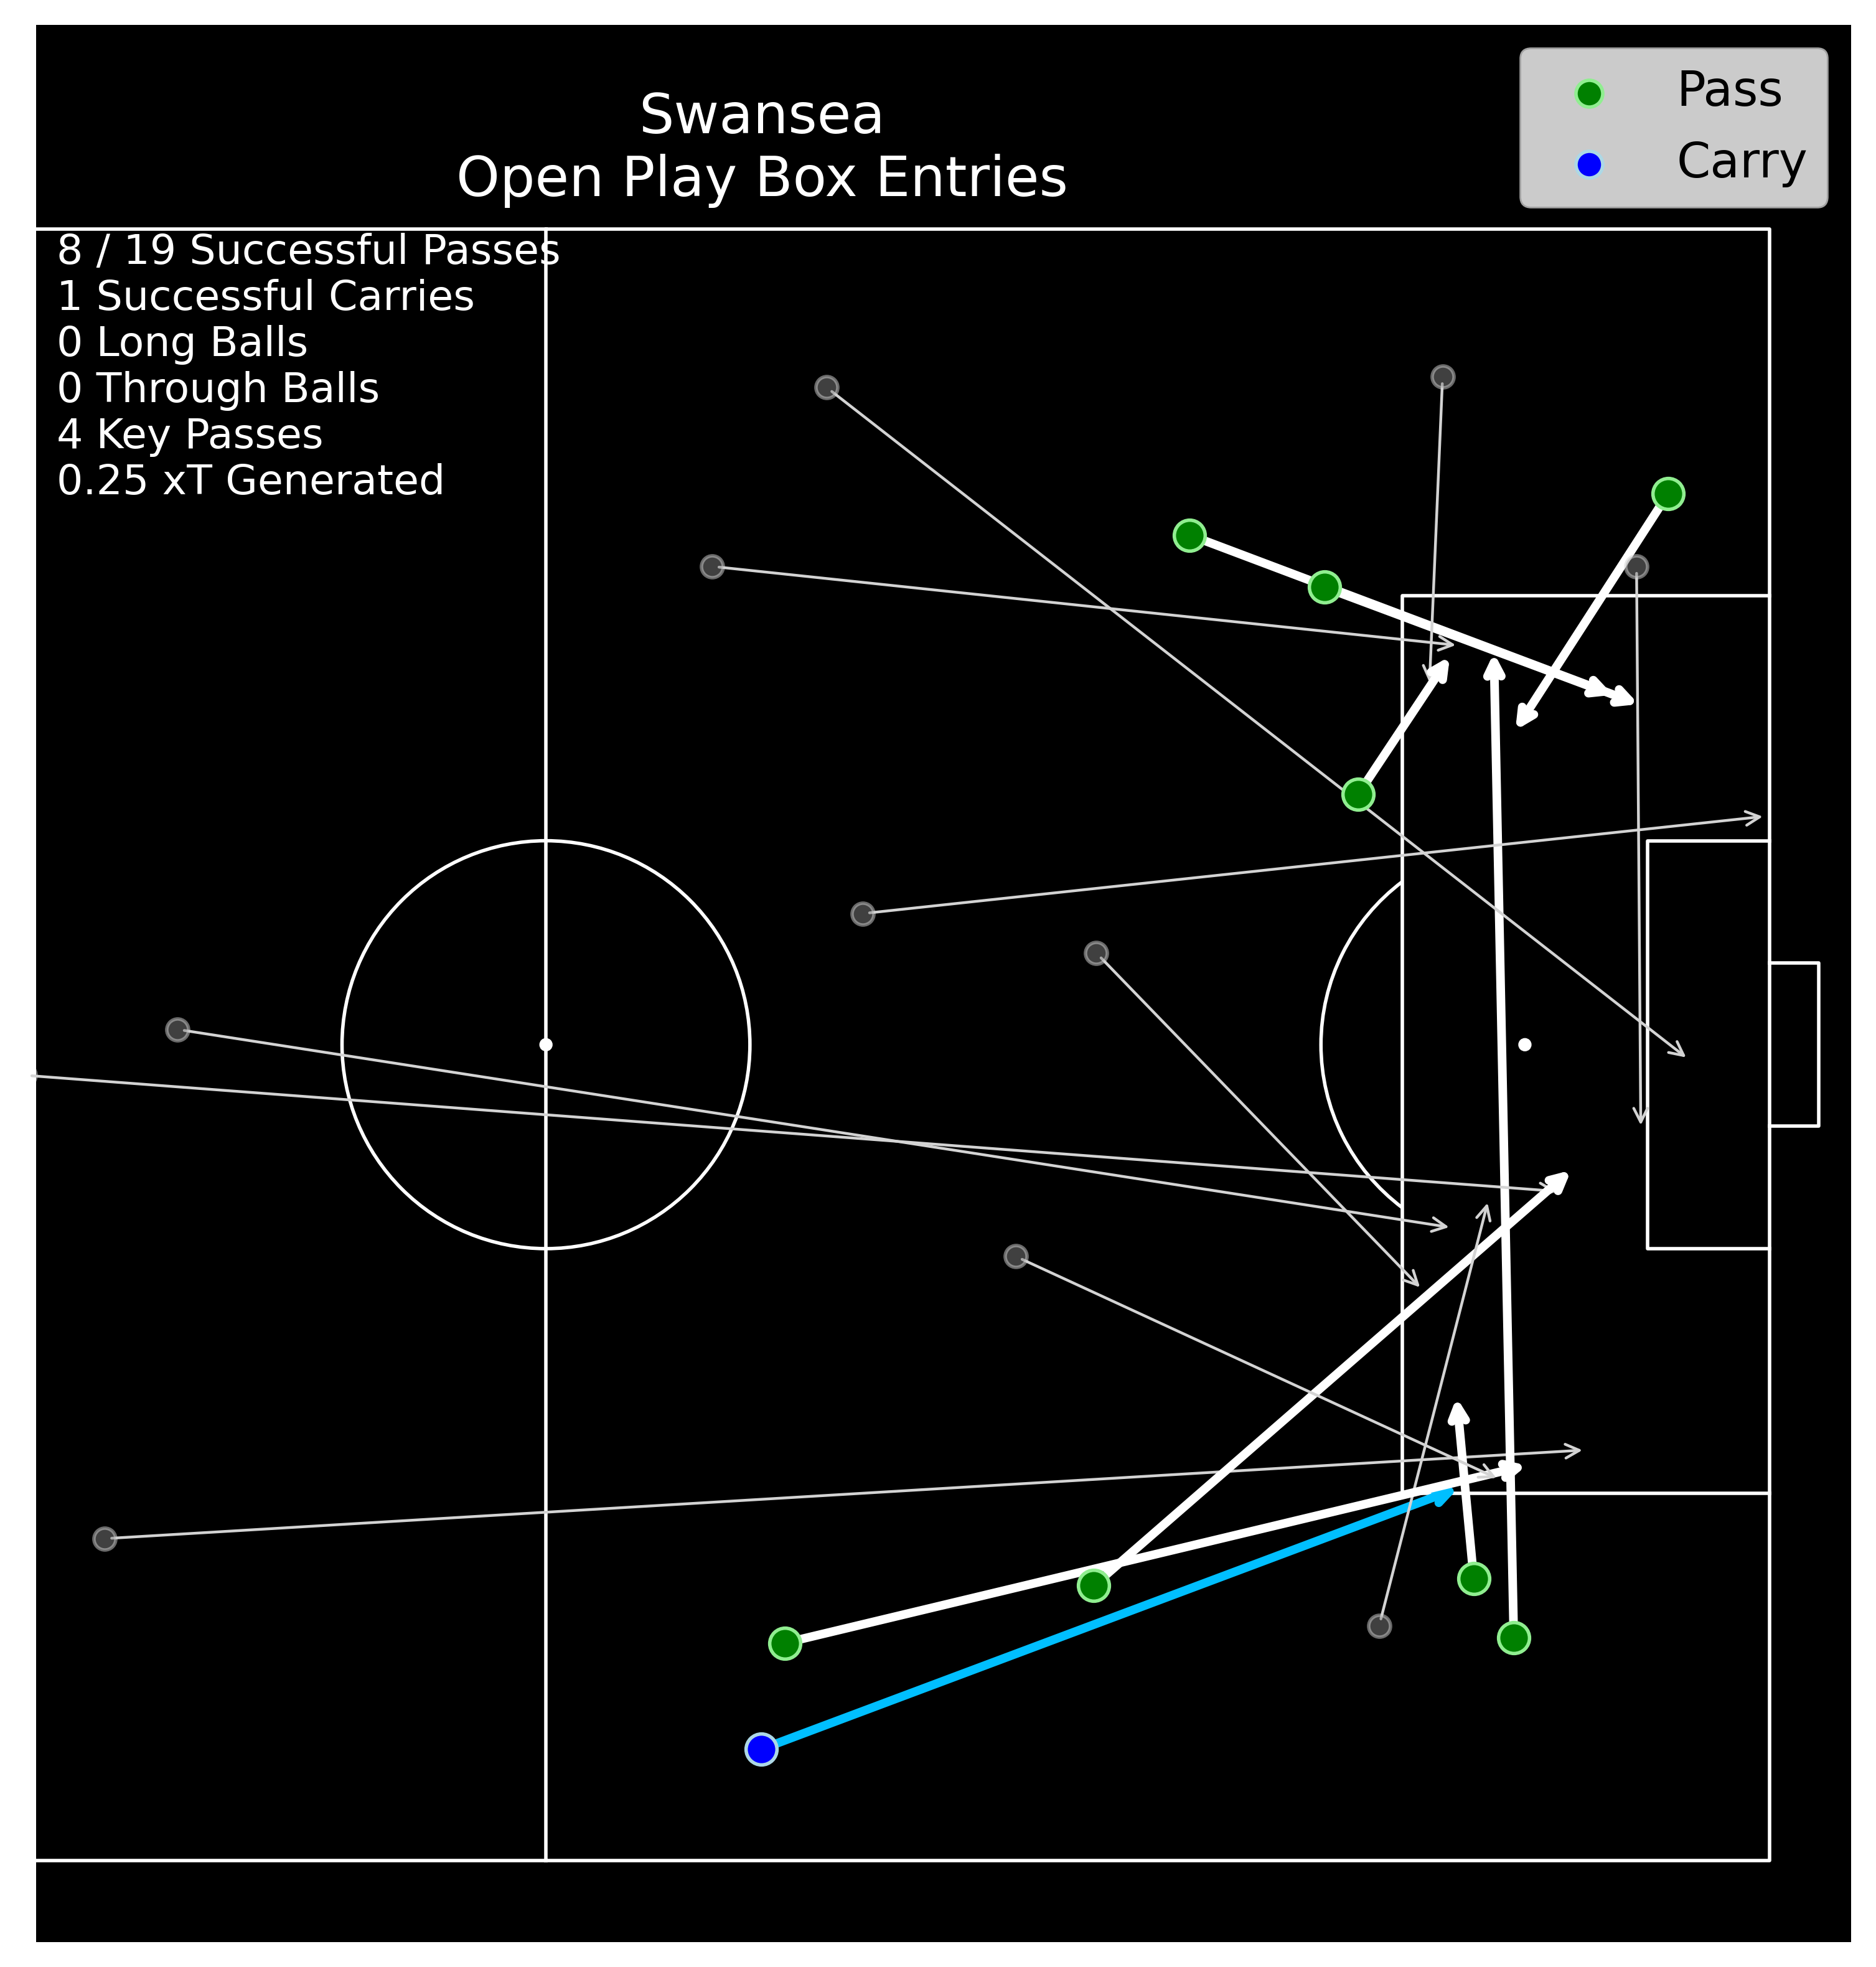 Swansea
Open Play Box Entries
Pass
Carry
8 / 19 Successful Passes
1 Successful Carries
0 Long Balls
0 Through Balls
4 Key Passes
0.25 xT Generated